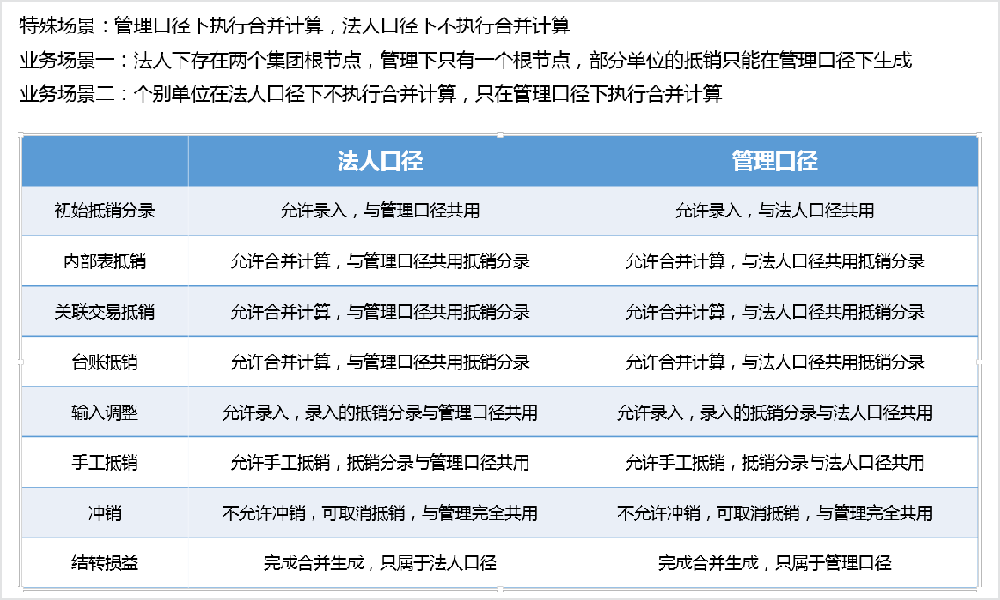 特殊场景：管理口径下执行合并计算，法人口径下不执行合并计算
业务场景一：法人下存在两个集团根节点，管理下只有一个根节点，部分单位的抵销只能在管理口径下生成
业务场景二：个别单位在法人口径下不执行合并计算，只在管理口径下执行合并计算
法人口径 管理口径
初始抵销分录 允许录入，与管理口径共用 允许录入，与法人口径共用
内部表抵销 允许合并计算，与管理口径共用抵销分录 允许合并计算，与法人口径共用抵销分录
关联交易抵销 允许合并计算，与管理口径共用抵销分录 允许合并计算，与法人口径共用抵销分录
台账抵销 允许合并计算，与管理口径共用抵销分录 允许合并计算，与法人口径共用抵销分录
输入调整 允许录入，录入的抵销分录与管理口径共用 允许录入，录入的抵销分录与法人口径共用
手工抵销 允许手工抵销，抵销分录与管理口径共用 允许手工抵销，抵销分录与法人口径共用
冲销 不允许冲销，可取消抵销，与管理完全共用 不允许冲销，可取消抵销，与管理完全共用
结转损益 完成合并生成，只属于法人口径 完成合并生成，只属于管理口径